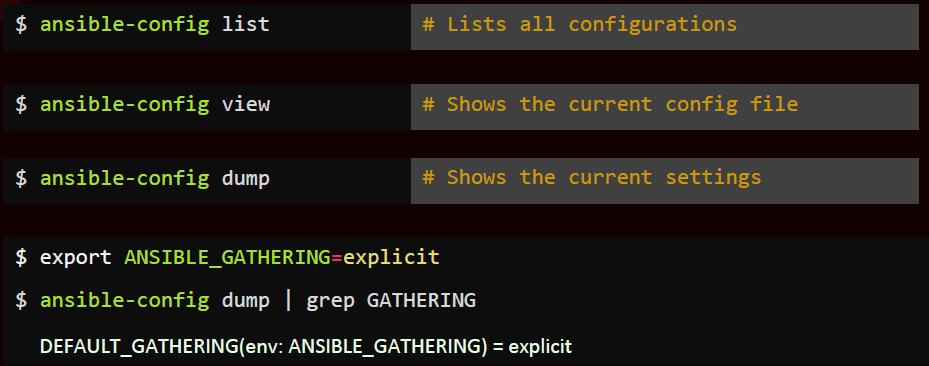 $ ansible-config list # Lists all configurations
$ ansible-config view # Shows the current config file
$ ansible-config dump # Shows the current settings
$ export ANSIBLE_GATHERING=explicit
$ ansible-config dump | grep GATHERING
DEFAULT_GATHERING(env: ANSIBLE_GATHERING) = explicit